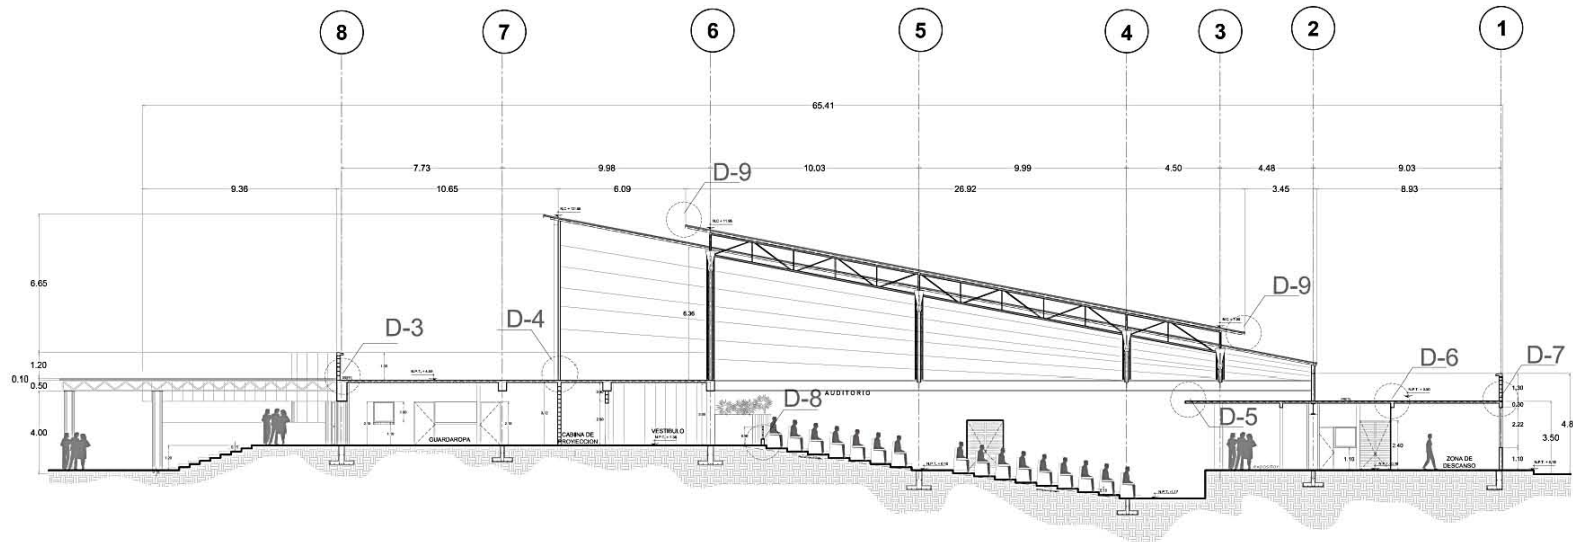 8 7 6 5 4 3 2 1
65.41
7.73 9.98 10.03 9.99 4.50 4.48 9.03
D-9
9.36 10.65 6.09 26.92 3.45 8.93
6.65
6.36
D-9
D-3
D-4
D-6
D-7
1.20
0.10
0.50
4.00
AUDITORIO
D-8
D-5
1.30
0.30
2.22
1.10
3.50
4.8
GUARDAROPA
CABINA DE
PROYECCION
VESTIBULO
2.40
1.10
ZONA DE
DESCANSO